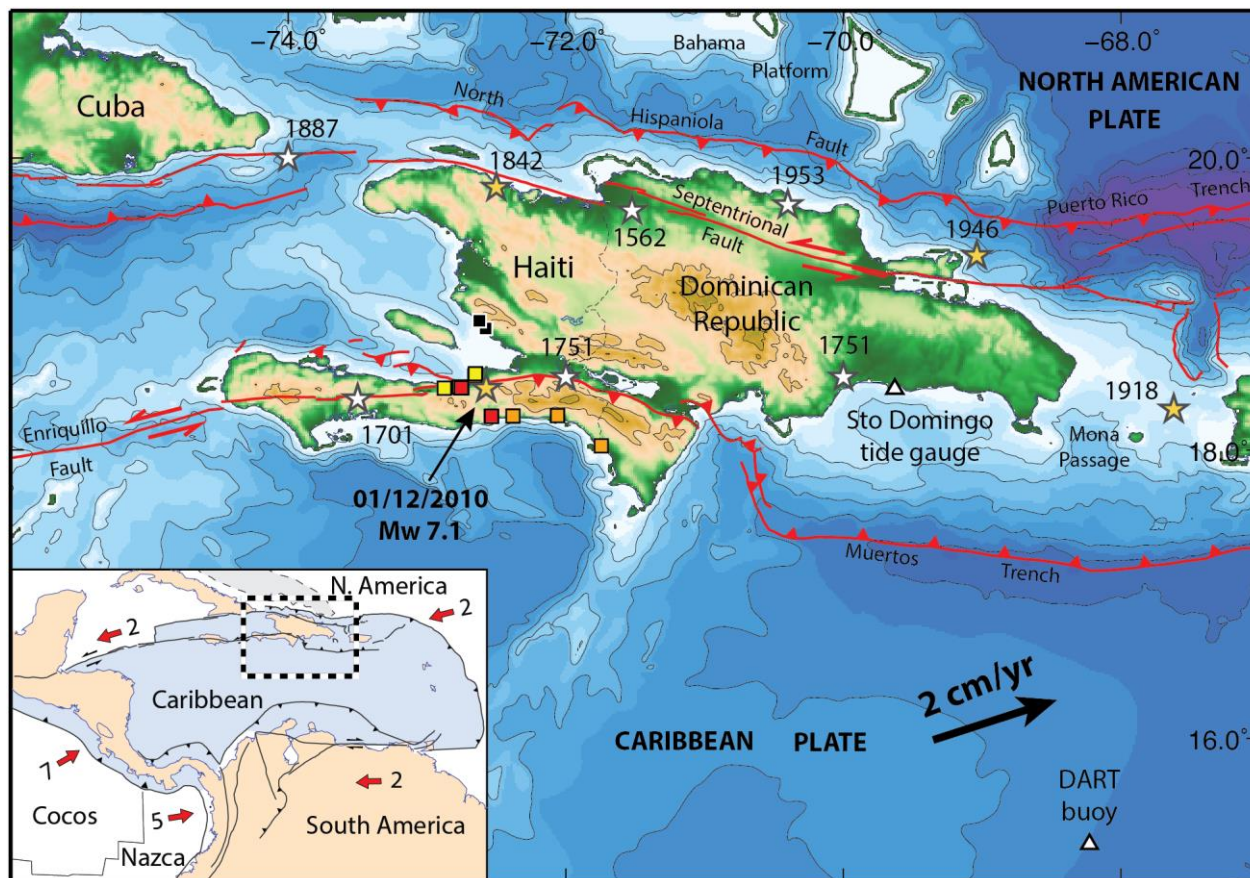 −74.0°
−72.0°
−70.0°
−68.0°
Bahama
Platform
NORTH AMERICAN
PLATE
Cuba
North
Hispaniola
Fault
1887
1842
20.0°
1953
Puerto Rico
Trench
Septentrional
Fault
1562
1946
Haiti
Dominican
Republic
1751
1751
1918
Sto Domingo
tide gauge
Mona
Passage
18.0°
Enriquillo
Fault
1701
01/12/2010
Mw 7.1
Muertos
Trench
N. America
2
2
Caribbean
7
2
Cocos
5
South America
Nazca
2 cm/yr
CARIBBEAN PLATE
16.0°
DART
buoy